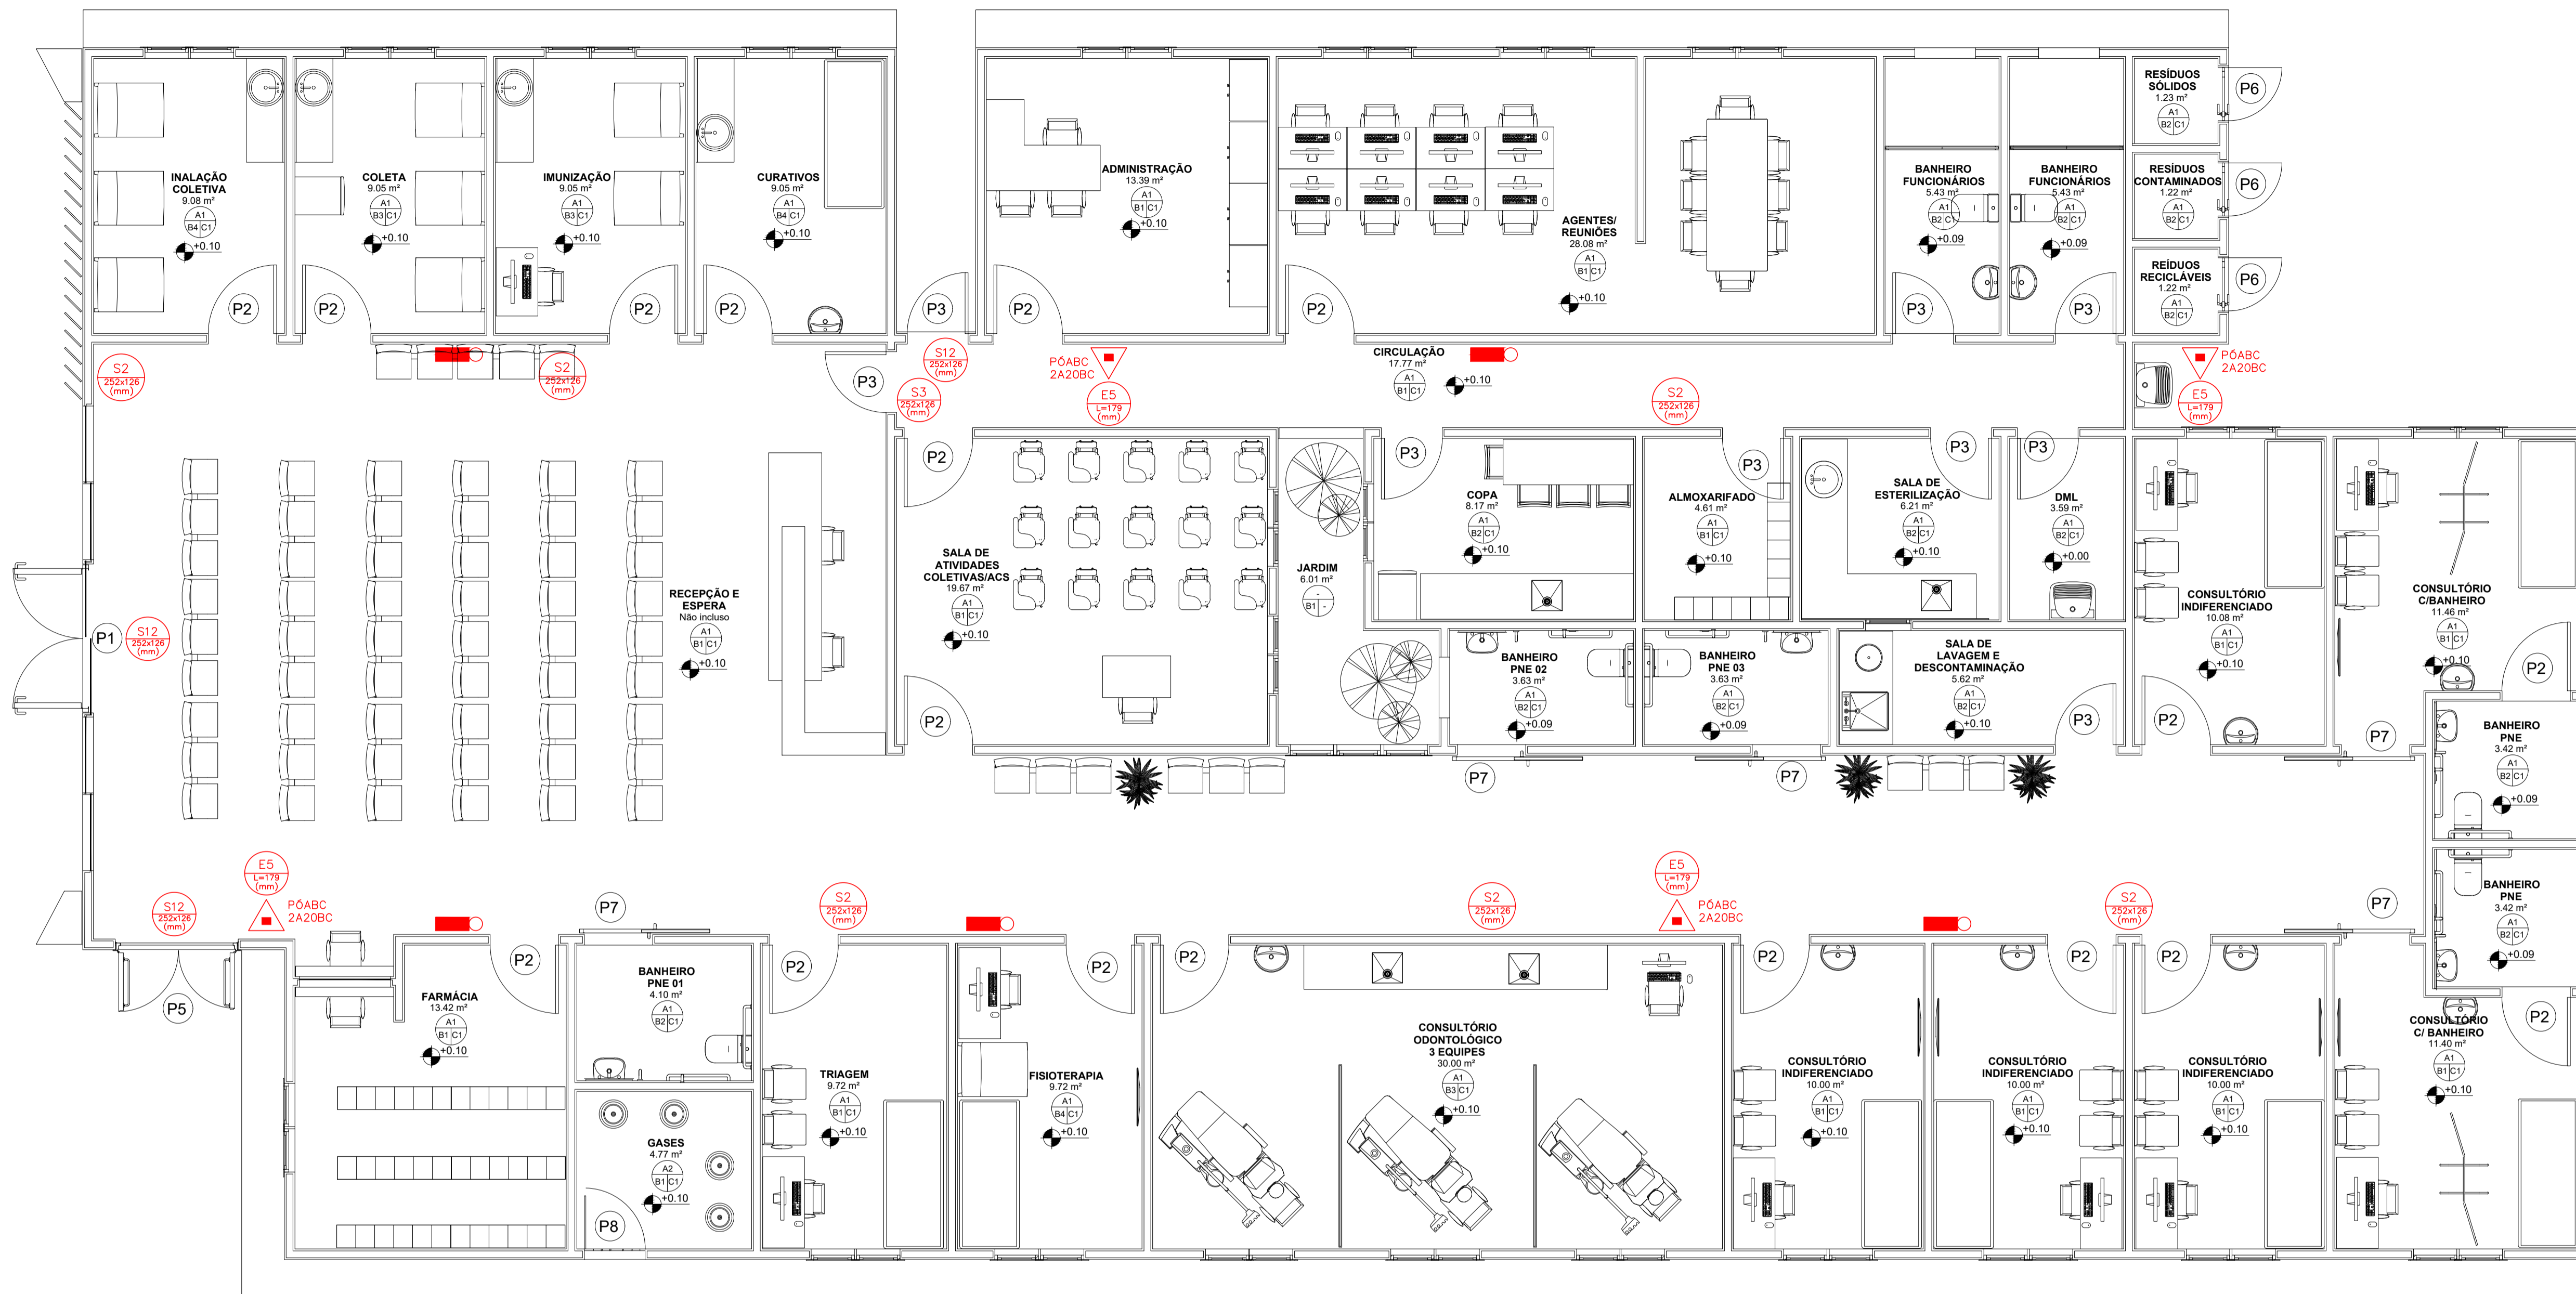 INALAÇÃO
COLETIVA
9.08 m²
A1
B4 C1
+0.10
P2
COLETA
9.05 m²
A1
B3 C1
+0.10
P2
IMUNIZAÇÃO
9.05 m²
A1
B3 C1
+0.10
P2
CURATIVOS
9.05 m²
A1
B4 C1
+0.10
P2
P3
ADMINISTRAÇÃO
13.39 m²
A1
B1 C1
+0.10
P2
AGENTES/
REUNIÕES
28.08 m²
A1
B1 C1
+0.10
P2
BANHEIRO
FUNCIONÁRIOS
5.43 m²
A1
B2 C1
+0.09
P3
BANHEIRO
FUNCIONÁRIOS
5.43 m²
A1
B2 C1
+0.09
P3
RESÍDUOS
SÓLIDOS
1.23 m²
A1
B2 C1
P6
RESÍDUOS
CONTAMINADOS
1.22 m²
A1
B2 C1
P6
REÍDUOS
RECICLÁVEIS
1.22 m²
A1
B2 C1
P6
S2
252x126
(mm)
S2
252x126
(mm)
P3
S12
252x126
(mm)
S3
252x126
(mm)
PÓABC
2A20BC
E5
L=179
(mm)
CIRCULAÇÃO
17.77 m²
A1
B1 C1
+0.10
S2
252x126
(mm)
PÓABC
2A20BC
E5
L=179
(mm)
P1
S12
252x126
(mm)
RECEPÇÃO E
ESPERA
Não incluso
A1
B1 C1
+0.10
P2
SALA DE
ATIVIDADES
COLETIVAS/ACS
19.67 m²
A1
B1 C1
+0.10
P2
JARDIM
6.01 m²
-
B1 -
P3
COPA
8.17 m²
A1
B2 C1
+0.10
P3
ALMOXARIFADO
4.61 m²
A1
B1 C1
+0.10
P3
SALA DE
ESTERILIZAÇÃO
6.21 m²
A1
B2 C1
+0.10
P3
DML
3.59 m²
A1
B2 C1
+0.00
BANHEIRO
PNE 02
3.63 m²
A1
B2 C1
+0.09
P7
BANHEIRO
PNE 03
3.63 m²
A1
B2 C1
+0.09
P7
SALA DE
LAVAGEM E
DESCONTAMINAÇÃO
5.62 m²
A1
B2 C1
+0.10
P3
CONSULTÓRIO
INDIFERENCIADO
10.08 m²
A1
B1 C1
+0.10
P2
CONSULTÓRIO
C/BANHEIRO
11.46 m²
A1
B1 C1
+0.10
P2
P7
BANHEIRO
PNE
3.42 m²
A1
B2 C1
+0.09
BANHEIRO
PNE
3.42 m²
A1
B2 C1
+0.09
P7
P2
S12
252x126
(mm)
E5
L=179
(mm)
PÓABC
2A20BC
P5
P7
S2
252x126
(mm)
S2
252x126
(mm)
E5
L=179
(mm)
PÓABC
2A20BC
S2
252x126
(mm)
FARMÁCIA
13.42 m²
A1
B1 C1
+0.10
P2
BANHEIRO
PNE 01
4.10 m²
A1
B2 C1
GASES
4.77 m²
A2
B1 C1
+0.10
P8
P2
TRIAGEM
9.72 m²
A1
B1 C1
+0.10
P2
FISIOTERAPIA
9.72 m²
A1
B4 C1
+0.10
P2
CONSULTÓRIO
ODONTOLÓGICO
3 EQUIPES
30.00 m²
A1
B3 C1
+0.10
P2
CONSULTÓRIO
INDIFERENCIADO
10.00 m²
A1
B1 C1
+0.10
P2
CONSULTÓRIO
INDIFERENCIADO
10.00 m²
A1
B1 C1
+0.10
P2
CONSULTÓRIO
INDIFERENCIADO
10.00 m²
A1
B1 C1
+0.10
CONSULTÓRIO
C/ BANHEIRO
11.40 m²
A1
B1 C1
+0.10